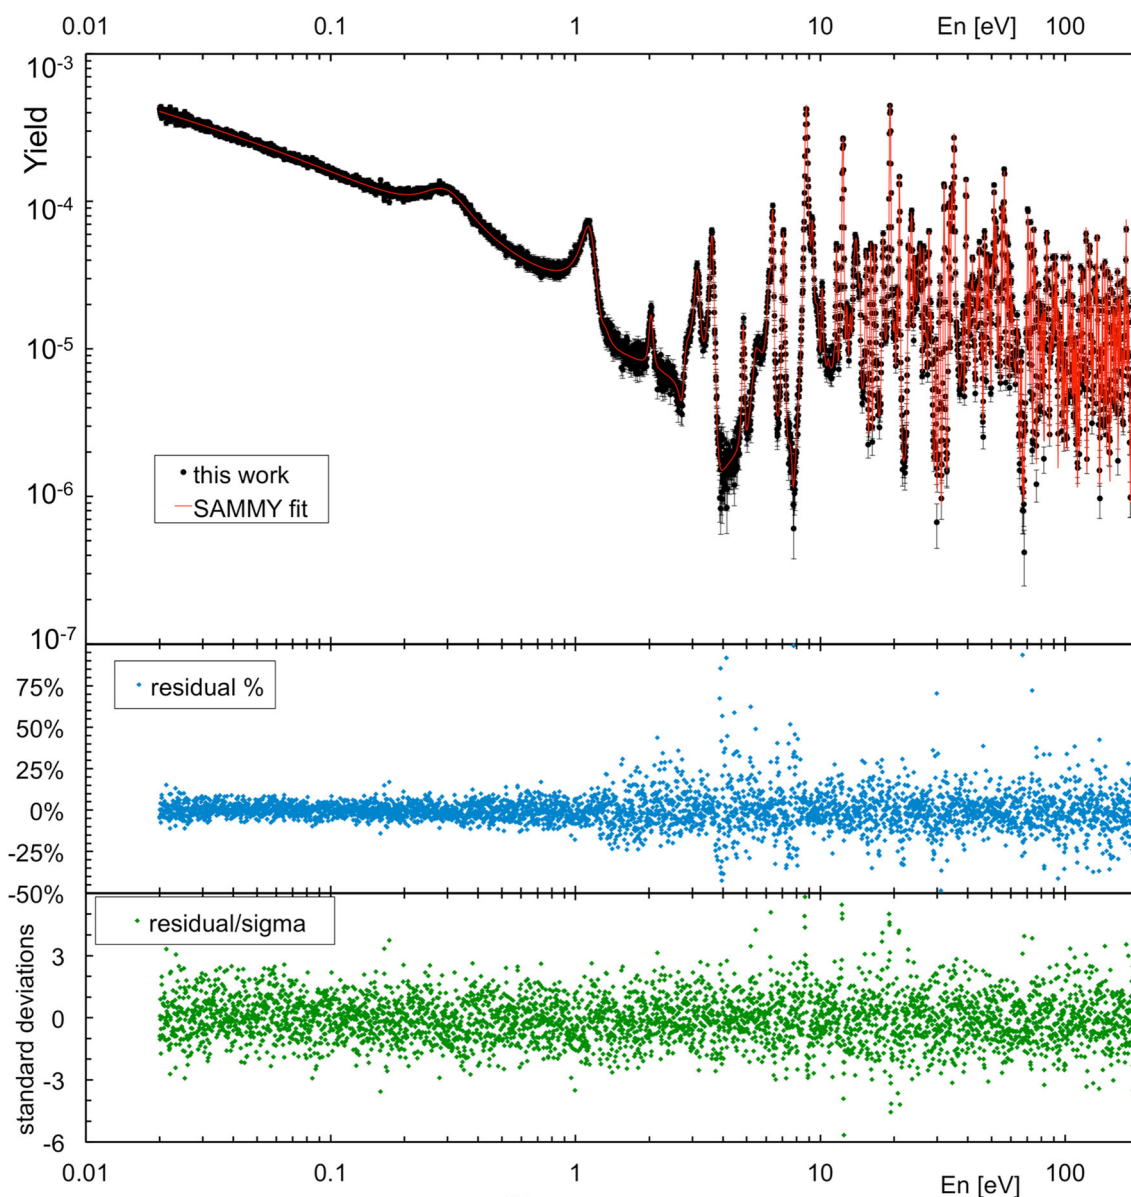 0.01 0.1 1 10 En [eV] 100
10-3
Yield
10-4
10-5
this work
SAMMY fit
10-6
10-7
residual %
75%
50%
25%
0%
-25%
-50%
residual/sigma
standard deviations
3
0
-3
-6
0.01 0.1 1 10 En [eV] 100